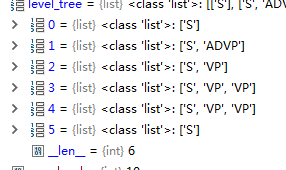 level_tree = {list} <class 'list'>: [['S'], ['S', 'ADV
0 = {list} <class 'list'>: ['S']
1 = {list} <class 'list'>: ['S', 'ADVP']
2 = {list} <class 'list'>: ['S', 'VP']
3 = {list} <class 'list'>: ['S', 'VP', 'VP']
4 = {list} <class 'list'>: ['S', 'VP', 'VP']
5 = {list} <class 'list'>: ['S']
__len__ = {int} 6